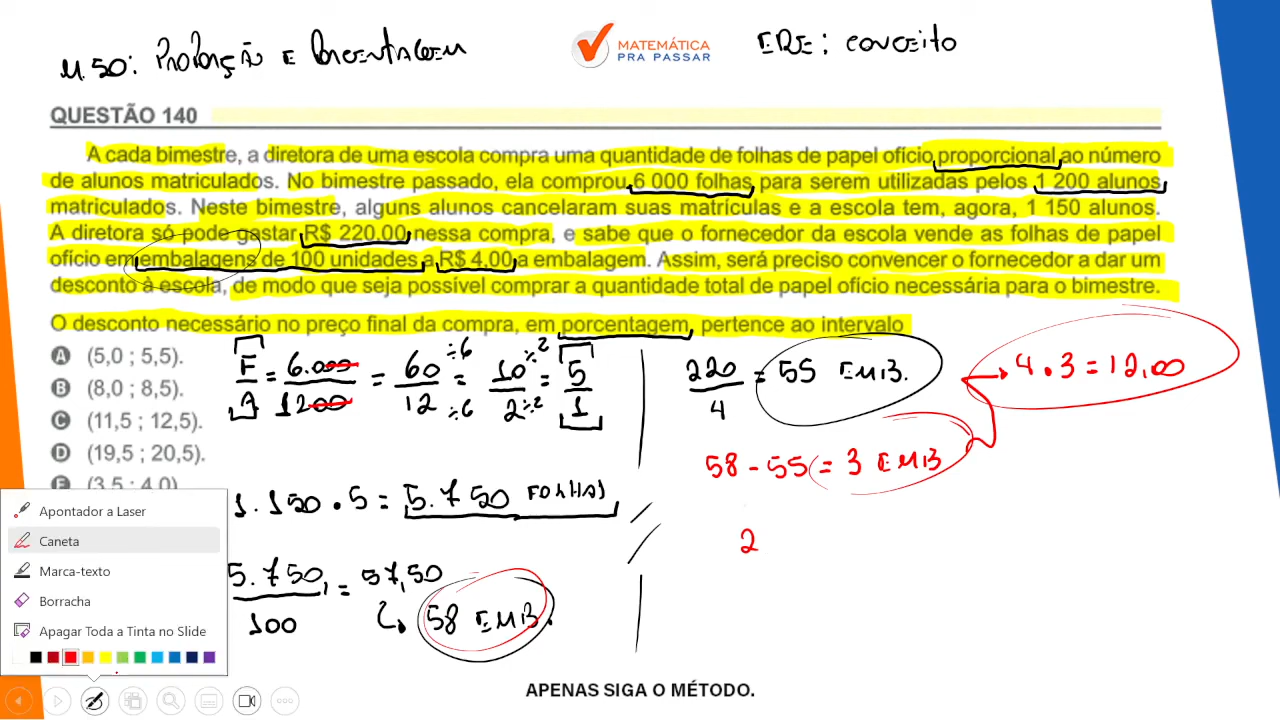 M.50: PROPORÇÃO E PORCENTAGEM
MATEMÁTICA
PRA PASSAR
ERE: CONCEITO
QUESTÃO 140
A cada bimestre, a diretora de uma escola compra uma quantidade de folhas de papel ofício proporcional ao número
de alunos matriculados. No bimestre passado, ela comprou 6 000 folhas para serem utilizadas pelos 1 200 alunos
matriculados. Neste bimestre, alguns alunos cancelaram suas matrículas e a escola tem, agora, 1 150 alunos.
A diretora só pode gastar R$ 220,00 nessa compra, e sabe que o fornecedor da escola vende as folhas de papel
ofício em embalagens de 100 unidades a R$ 4,00 a embalagem. Assim, será preciso convencer o fornecedor a dar um
desconto à escola, de modo que seja possível comprar a quantidade total de papel ofício necessária para o bimestre.
O desconto necessário no preço final da compra, em porcentagem, pertence ao intervalo
A (5,0 ; 5,5).
B (8,0 ; 8,5).
C (11,5 ; 12,5).
D (19,5 ; 20,5).
E (3,5 ; 4,0)
F/A = 6.000/1200 = 60/12 ÷6/÷6 = 10/2 ÷2/÷2 = 5/1
1.150 • 5 = 5.750 FOLHAS
5.750/100 = 57,50
58 EMB.
220/4 = 55 EMB.
4 • 3 = 12,00
58 - 55 = 3 EMB
2
Apontador a Laser
Caneta
Marca-texto
Borracha
Apagar Toda a Tinta no Slide
APENAS SIGA O MÉTODO.